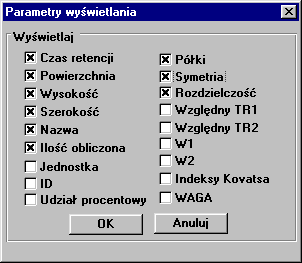 Parametry wyświetlania
Wyświetlaj
Czas retencji
Powierzchnia
Wysokość
Szerokość
Nazwa
Ilość obliczona
Jednostka
ID
Udział procentowy
Półki
Symetria
Rozdzielczość
Względny TR1
Względny TR2
W1
W2
Indeksy Kovatsa
WAGA
OK
Anuluj